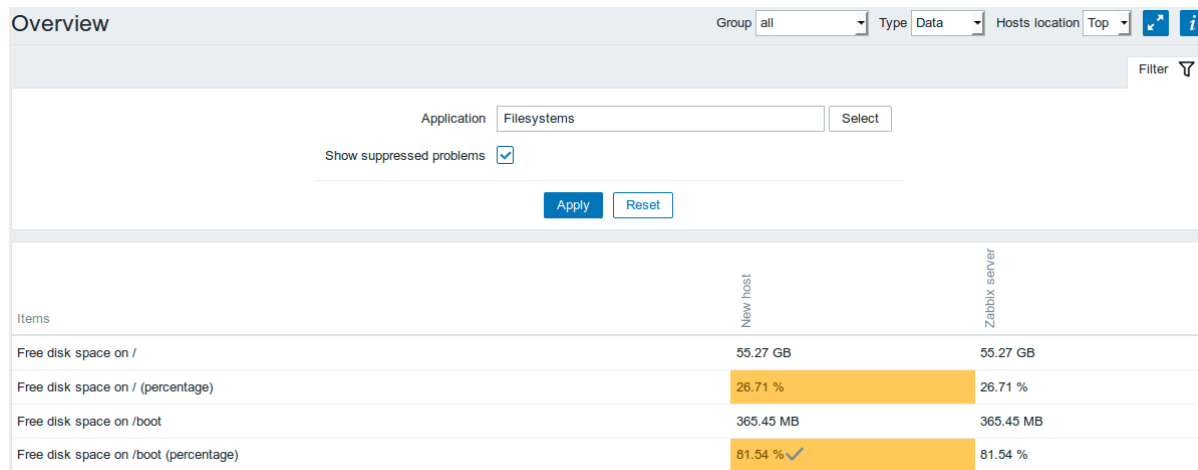 Overview
Group all Type Data Hosts location Top i
Filter
Application Filesystems Select
Show suppressed problems
Apply Reset
Items New host Zabbix server
Free disk space on / 55.27 GB 55.27 GB
Free disk space on / (percentage) 26.71 % 26.71 %
Free disk space on /boot 365.45 MB 365.45 MB
Free disk space on /boot (percentage) 81.54 % 81.54 %